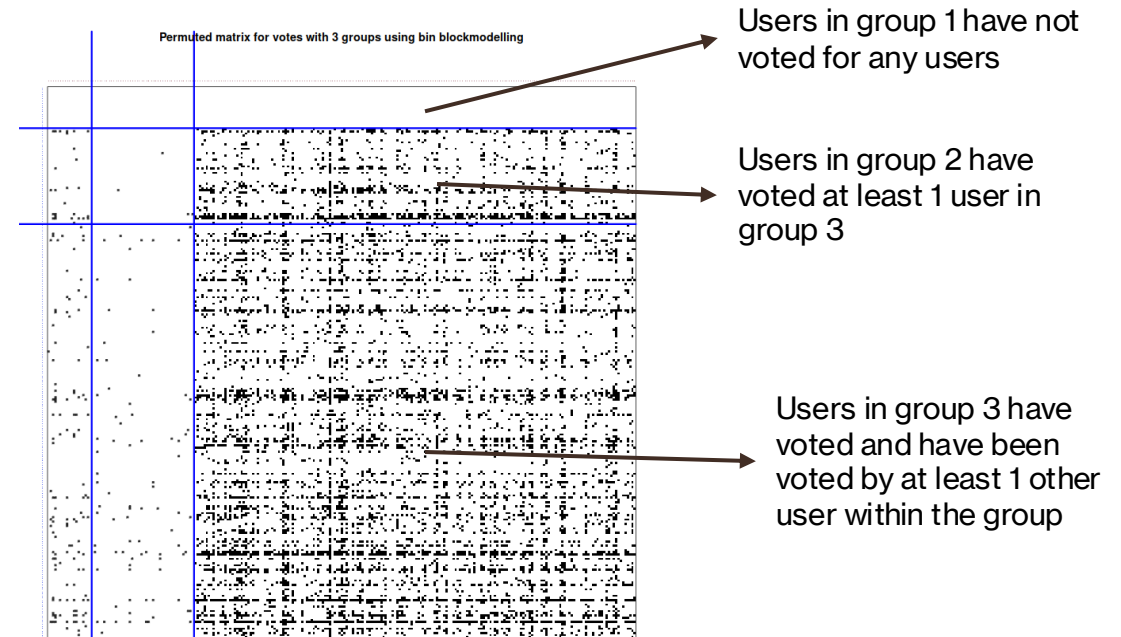 Permuted matrix for votes with 3 groups using bin blockmodelling
Users in group 1 have not
voted for any users
Users in group 2 have
voted at least 1 user in
group 3
Users in group 3 have
voted and have been
voted by at least 1 other
user within the group